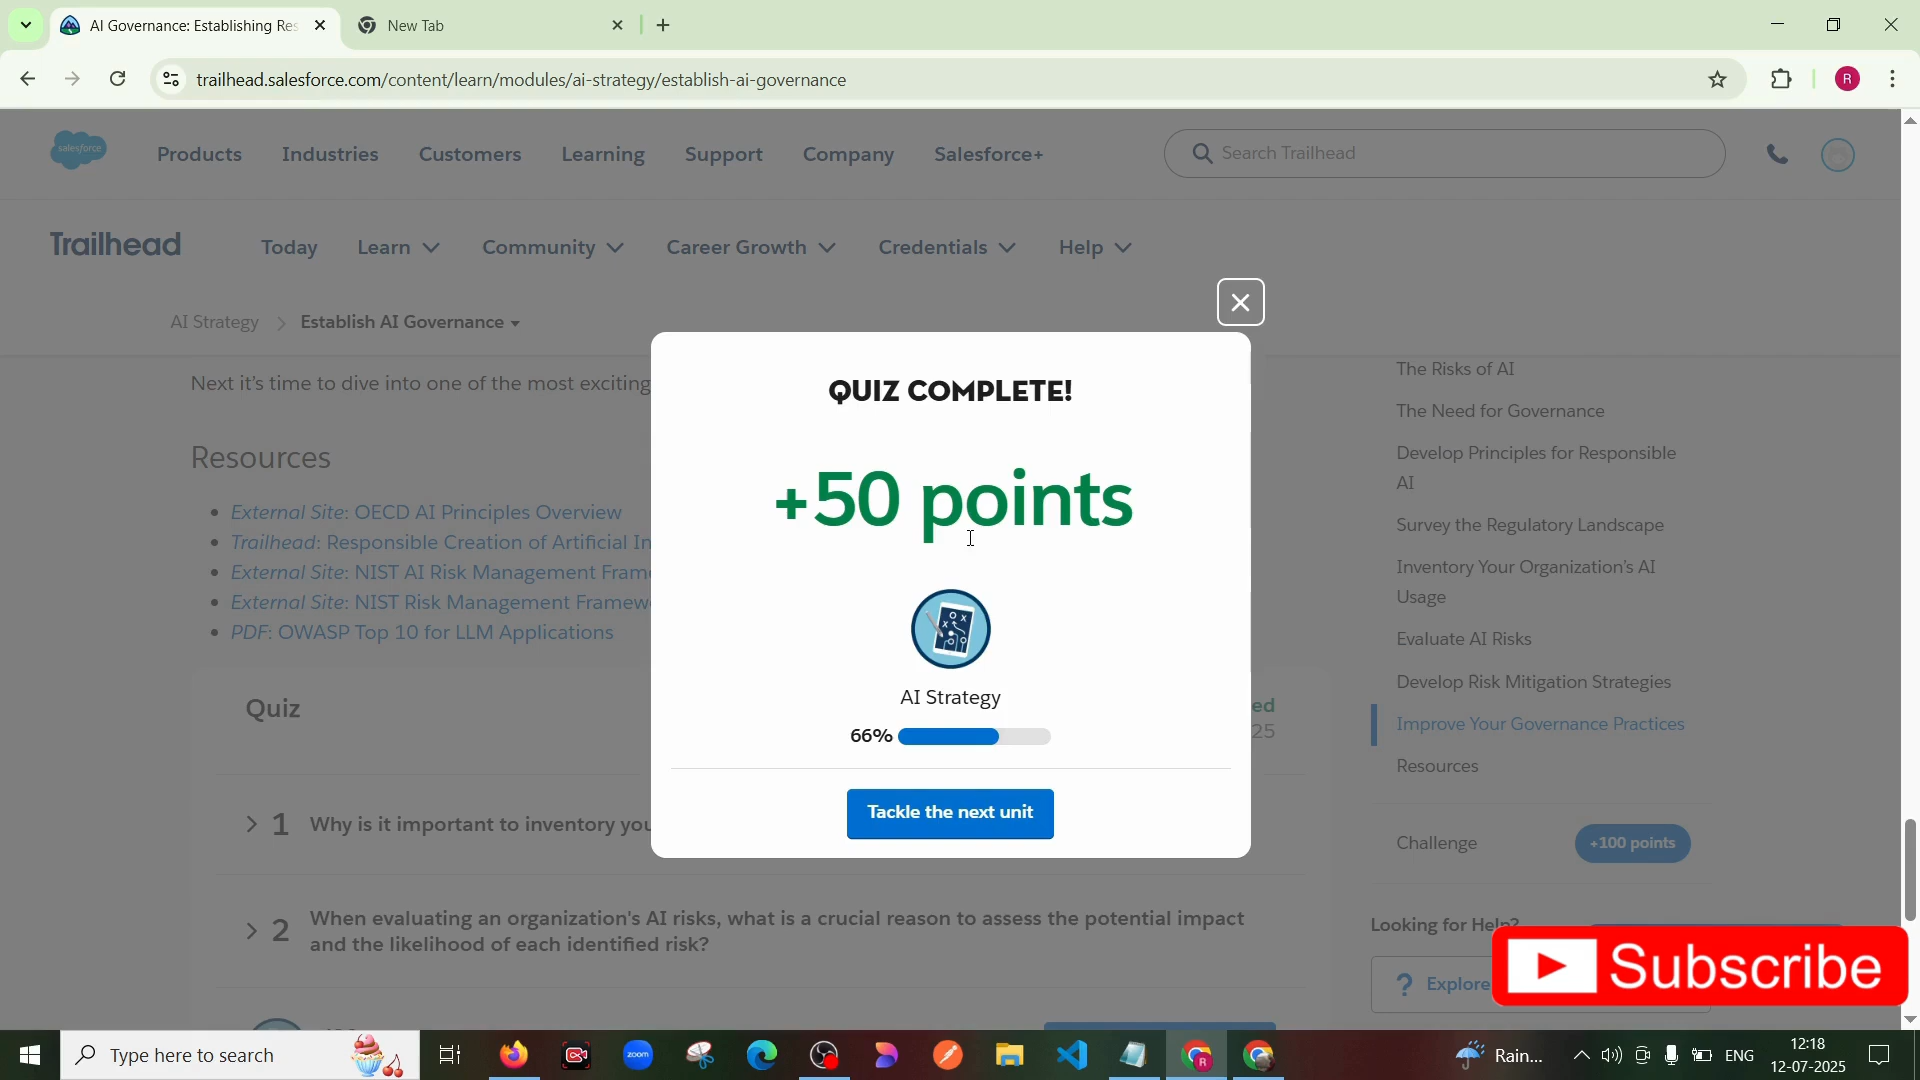 AI Governance: Establishing Res
New Tab
trailhead.salesforce.com/content/learn/modules/ai-strategy/establish-ai-governance
R
salesforce
Products
Industries
Customers
Learning
Support
Company
Salesforce+
Search Trailhead
Trailhead
Today
Learn
Community
Career Growth
Credentials
Help
AI Strategy
Establish AI Governance
Next it's time to dive into one of the most exciting
Resources
External Site: OECD AI Principles Overview
Trailhead: Responsible Creation of Artificial In
External Site: NIST AI Risk Management Fram
External Site: NIST Risk Management Framew
PDF: OWASP Top 10 for LLM Applications
Quiz
ed
25
1 Why is it important to inventory you
2 When evaluating an organization's AI risks, what is a crucial reason to assess the potential impact
and the likelihood of each identified risk?
QUIZ COMPLETE!
+50 points
AI Strategy
66%
Tackle the next unit
The Risks of AI
The Need for Governance
Develop Principles for Responsible
AI
Survey the Regulatory Landscape
Inventory Your Organization's AI
Usage
Evaluate AI Risks
Develop Risk Mitigation Strategies
Improve Your Governance Practices
Resources
Challenge
+100 points
Looking for Help?
? Explore
Subscribe
Type here to search
zoom
R
Rain...
ENG
12:18
12-07-2025